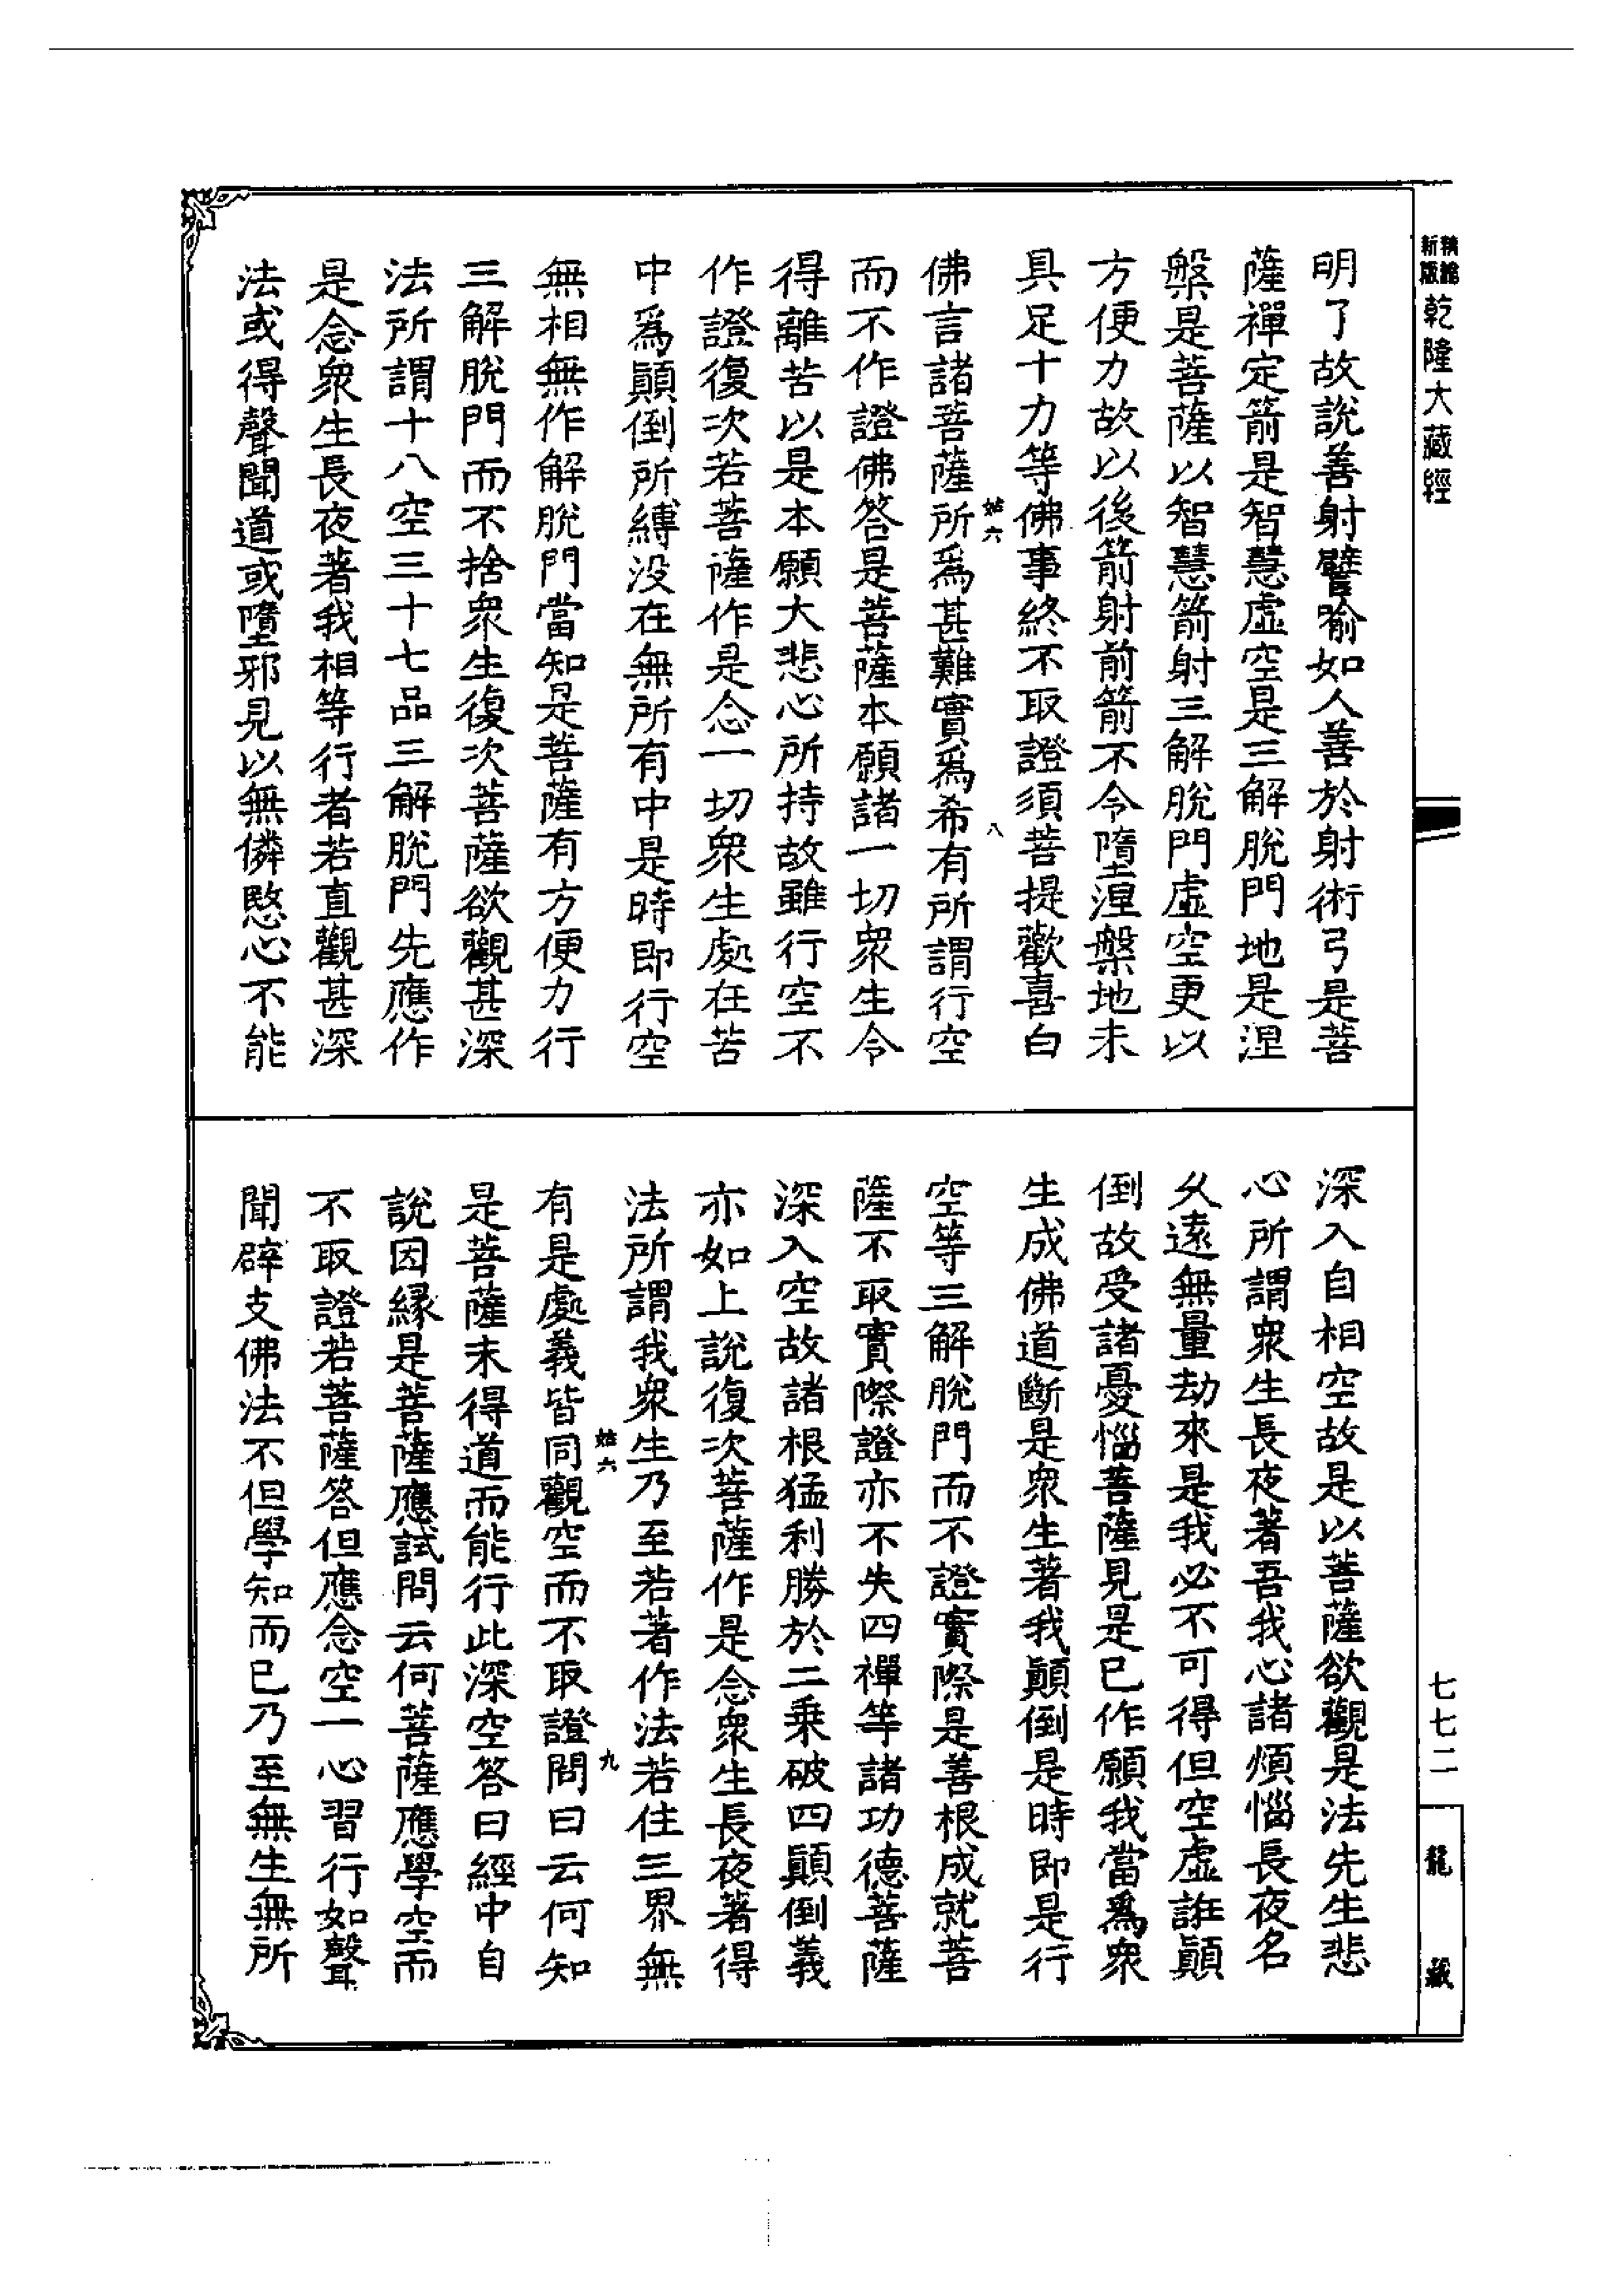 精縮新版
乾隆大藏經
明了故說善射譬喻如人善於射術弓是菩
薩禪定箭是智慧虛空是三解脫門地是涅
槃是菩薩以智慧箭射三解脫門虛空更以
方便力故以後箭射前箭不令墮涅槃地未
具足十力等佛事終不取證須菩提歡喜白
始六
八
佛言諸菩薩所爲甚難實爲希有所謂行空
而不作證佛答是菩薩本願諸一切衆生令
得離苦以是本願大悲心所持故雖行空不
作證復次若菩薩作是念一切衆生處在苦
中爲顛倒所縛没在無所有中是時即行空
無相無作解脫門當知是菩薩有方便力行
三解脫門而不捨衆生復次菩薩欲觀甚深
法所謂十八空三十七品三解脫門先應作
是念衆生長夜著我相等行者若直觀甚深
法或得聲聞道或墮邪見以無憐愍心不能
深入自相空故是以菩薩欲觀是法先生悲
心所謂衆生長夜著吾我心諸煩惱長夜名
久遠無量劫來是我必不可得但空虛誑顛
倒故受諸憂惱菩薩見是已作願我當爲衆
生成佛道斷是衆生著我顛倒是時即是行
空等三解脫門而不證實際是善根成就菩
薩不取實際證亦不失四禪等諸功德菩薩
深入空故諸根猛利勝於二乗破四顛倒義
亦如上說復次菩薩作是念衆生長夜著得
法所謂我衆生乃至若著作法若住三界無
有是處義皆同觀空而不取證問曰云何知
始六
九
是菩薩未得道而能行此深空答曰經中自
說因緣是菩薩應試問云何菩薩應學空而
不取證若菩薩答但應念空一心習行如聲
聞辟支佛法不但學知而已乃至無生無所
七七二
龍藏